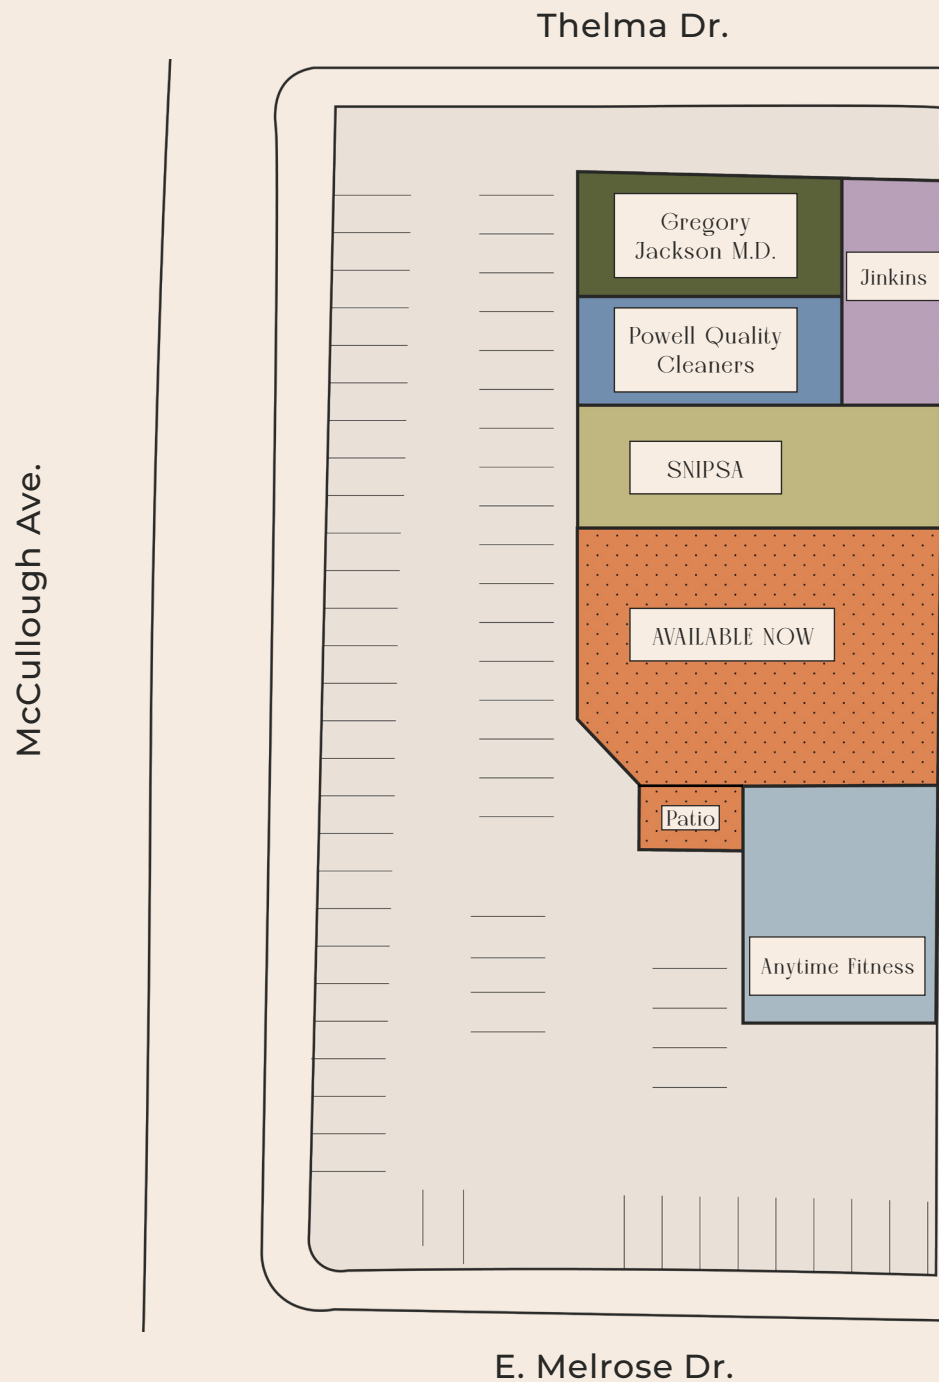 Thelma Dr.
Gregory
Jackson M.D.
Jinkins
Powell Quality
Cleaners
SNIPSA
McCullough Ave.
AVAILABLE NOW
Patio
Anytime Fitness
E. Melrose Dr.